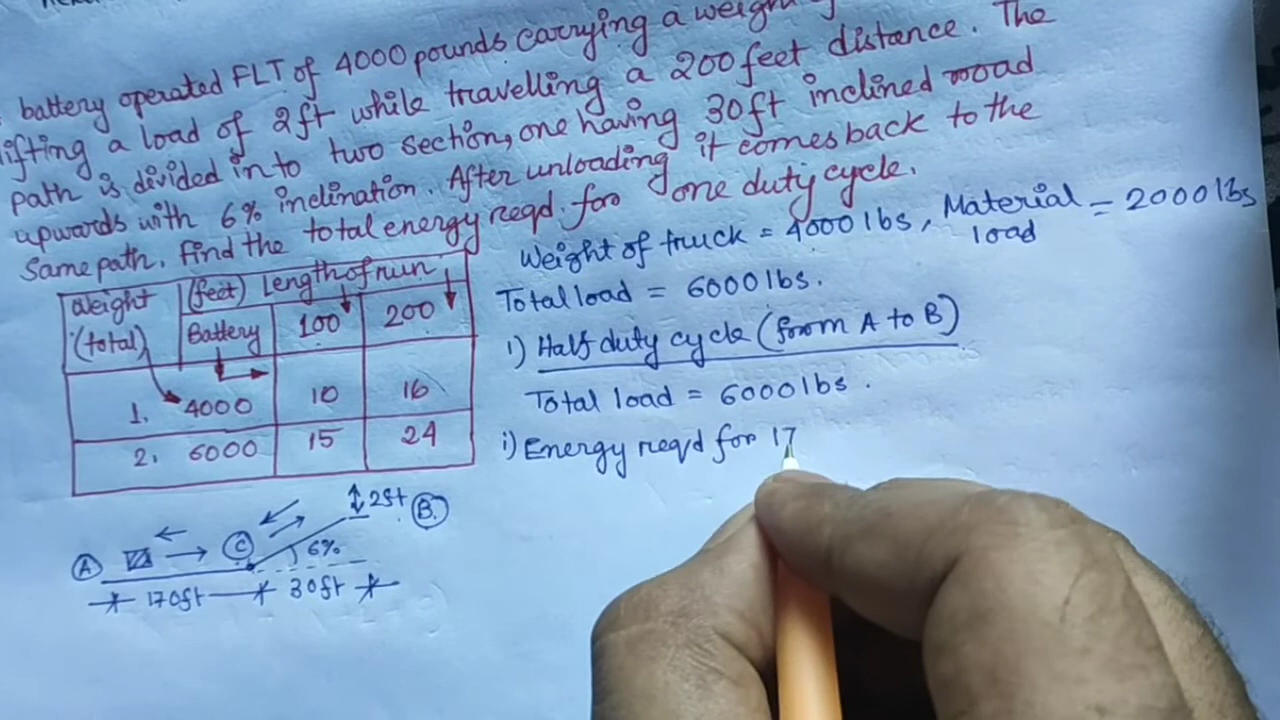 battery operated FLT of 4000 pounds carrying a
lifting a load of 2ft while travelling a 200 feet distance. The
path is divided in to two section, one having 30ft inclined road
upwards with 6% inclination. After unloading it comes back to the
Same path. Find the total energy reqd. for one duty cycle.
Weight of truck = 4000 lbs, Material load = 2000 lbs
Total load = 6000 lbs.
1) Half duty cycle (from A to B)
Total load = 6000 lbs.
i) Energy reqd for 17
Weight (total) (feet) Length of run
Battery 100 200
1. 4000 10 16
2. 6000 15 24
2ft B
A C 6%
170ft 30ft